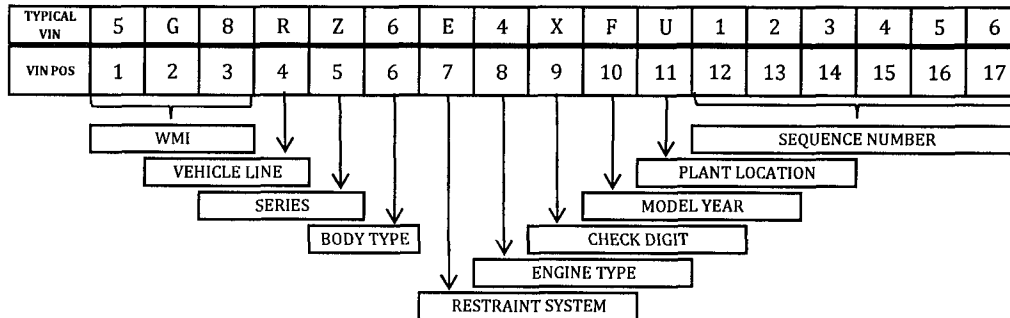 TYPICAL VIN 5 G 8 R Z 6 E 4 X F U 1 2 3 4 5 6
VIN POS 1 2 3 4 5 6 7 8 9 10 11 12 13 14 15 16 17
WMI SEQUENCE NUMBER
VEHICLE LINE PLANT LOCATION
SERIES MODEL YEAR
BODY TYPE CHECK DIGIT
ENGINE TYPE
RESTRAINT SYSTEM